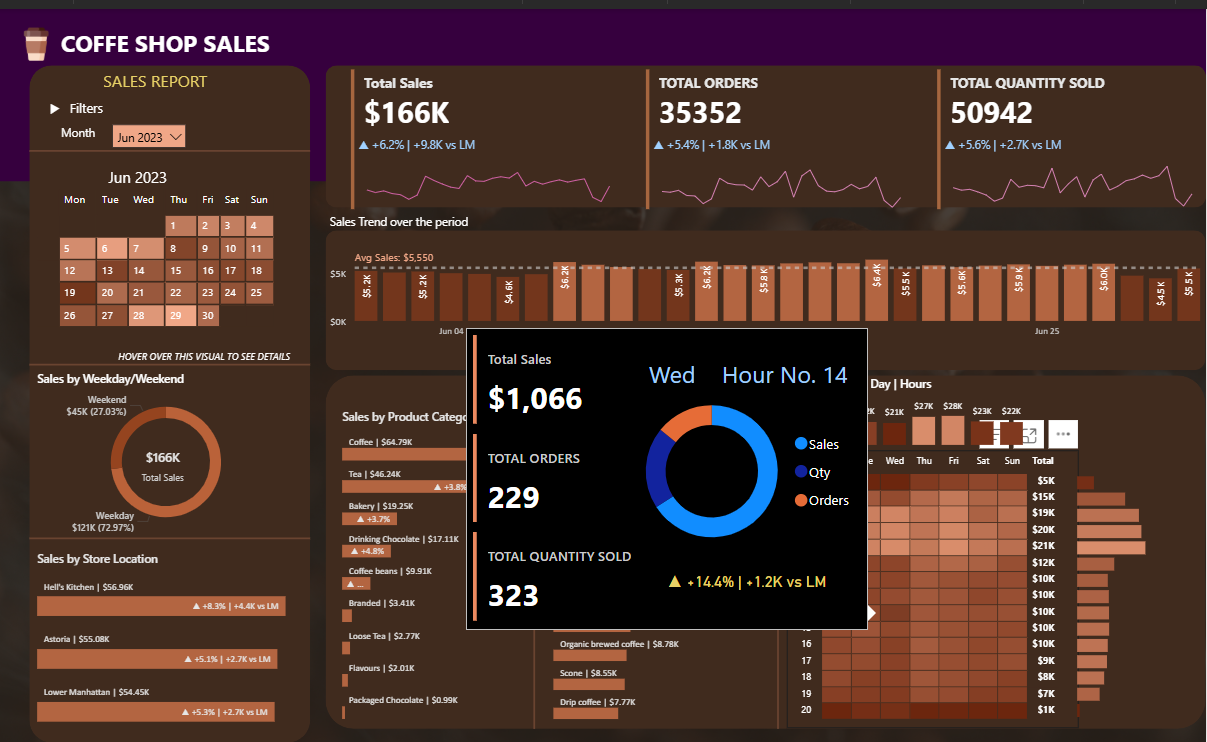 COFFE SHOP SALES
SALES REPORT
Filters
Month
Jun 2023
Jun 2023
Mon Tue Wed Thu Fri Sat Sun
1 2 3 4
5 6 7 8 9 10 11
12 13 14 15 16 17 18
19 20 21 22 23 24 25
26 27 28 29 30
HOVER OVER THIS VISUAL TO SEE DETAILS
Sales by Weekday/Weekend
Weekend
$45K (27.03%)
$166K
Total Sales
Weekday
$121K (72.97%)
Sales by Store Location
Hell's Kitchen | $56.96K
▲ +8.3% | +4.4K vs LM
Astoria | $55.08K
▲ +5.1% | +2.7K vs LM
Lower Manhattan | $54.45K
▲ +5.3% | +2.7K vs LM
Total Sales
$166K
▲ +6.2% | +9.8K vs LM
TOTAL ORDERS
35352
▲ +5.4% | +1.8K vs LM
TOTAL QUANTITY SOLD
50942
▲ +5.6% | +2.7K vs LM
Sales Trend over the period
Avg Sales: $5,550
$5K
$0K
$5.2K $5.2K $4.6K $6.2K $5.3K $6.2K $5.8K $6.4K $5.5K $5.6K $5.9K $6.0K $4.5K $5.5K
Jun 04
Jun 25
Sales by Product Catego
Coffee | $64.79K
Tea | $46.24K
▲ +3.8%
Bakery | $19.25K
▲ +3.7%
Drinking Chocolate | $17.11K
▲ +4.8%
Coffee beans | $9.91K
▲ ...
Branded | $3.41K
Loose Tea | $2.77K
Flavours | $2.01K
Packaged Chocolate | $0.99K
Total Sales
$1,066
TOTAL ORDERS
229
TOTAL QUANTITY SOLD
323
Wed Hour No. 14
Sales
Qty
Orders
▲ +14.4% | +1.2K vs LM
Organic brewed coffee | $8.78K
Scone | $8.55K
Drip coffee | $7.77K
Day | Hours
$21K $27K $28K $23K $22K
Wed Thu Fri Sat Sun Total
$5K
$15K
$19K
$20K
$21K
$12K
$10K
$10K
$10K
$10K
16 $10K
17 $9K
18 $8K
19 $7K
20 $1K